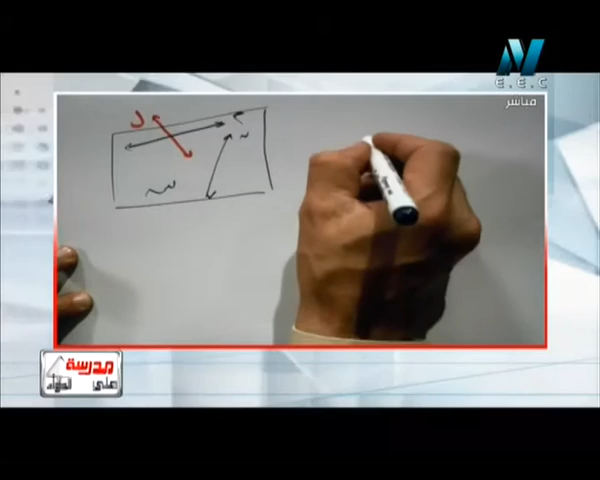 E.E.C
مباشر
ل م
ن
س
مدرسة
على الهواء